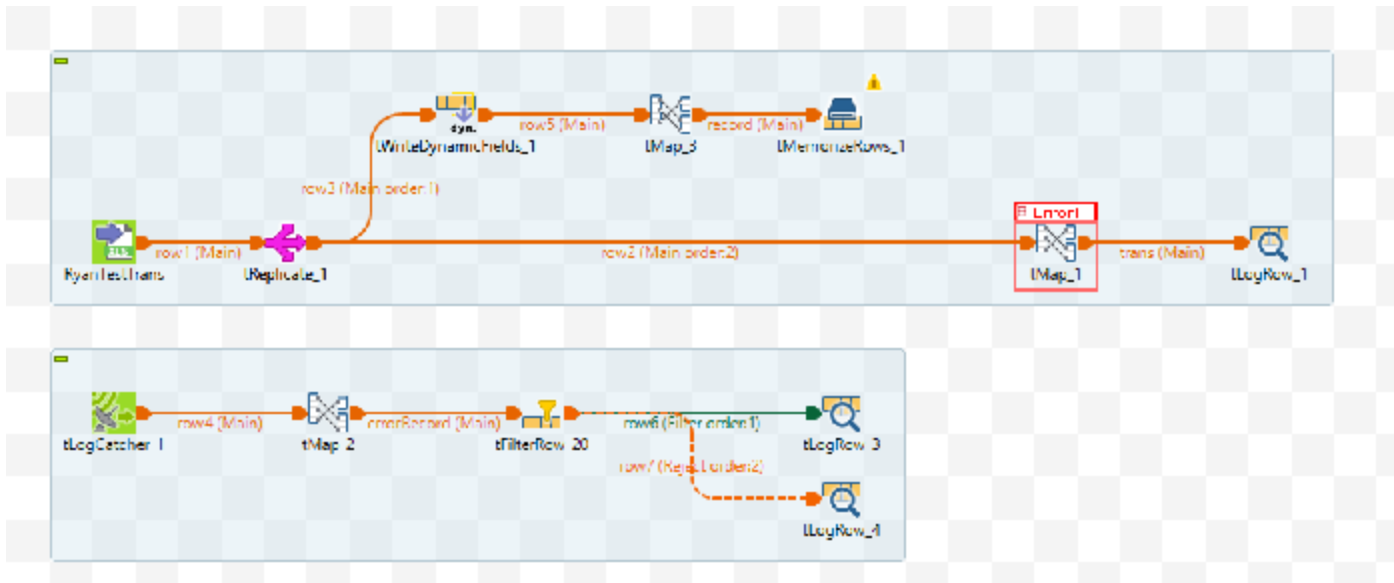 dyn.
row5 (Main)
record (Main)
tWriteDynamicFields_1
tMap_3
tMemorizeRows_1
row3 (Main order:1)
Error!
row1 (Main)
row2 (Main order:2)
trans (Main)
RyanTestTrans
tReplicate_1
tMap_1
tLogRow_1
row4 (Main)
errorRecord (Main)
row6 (Filter order:1)
tLogCatcher_1
tMap_2
tFilterRow_20
tLogRow_3
row7 (Reject order:2)
tLogRow_4